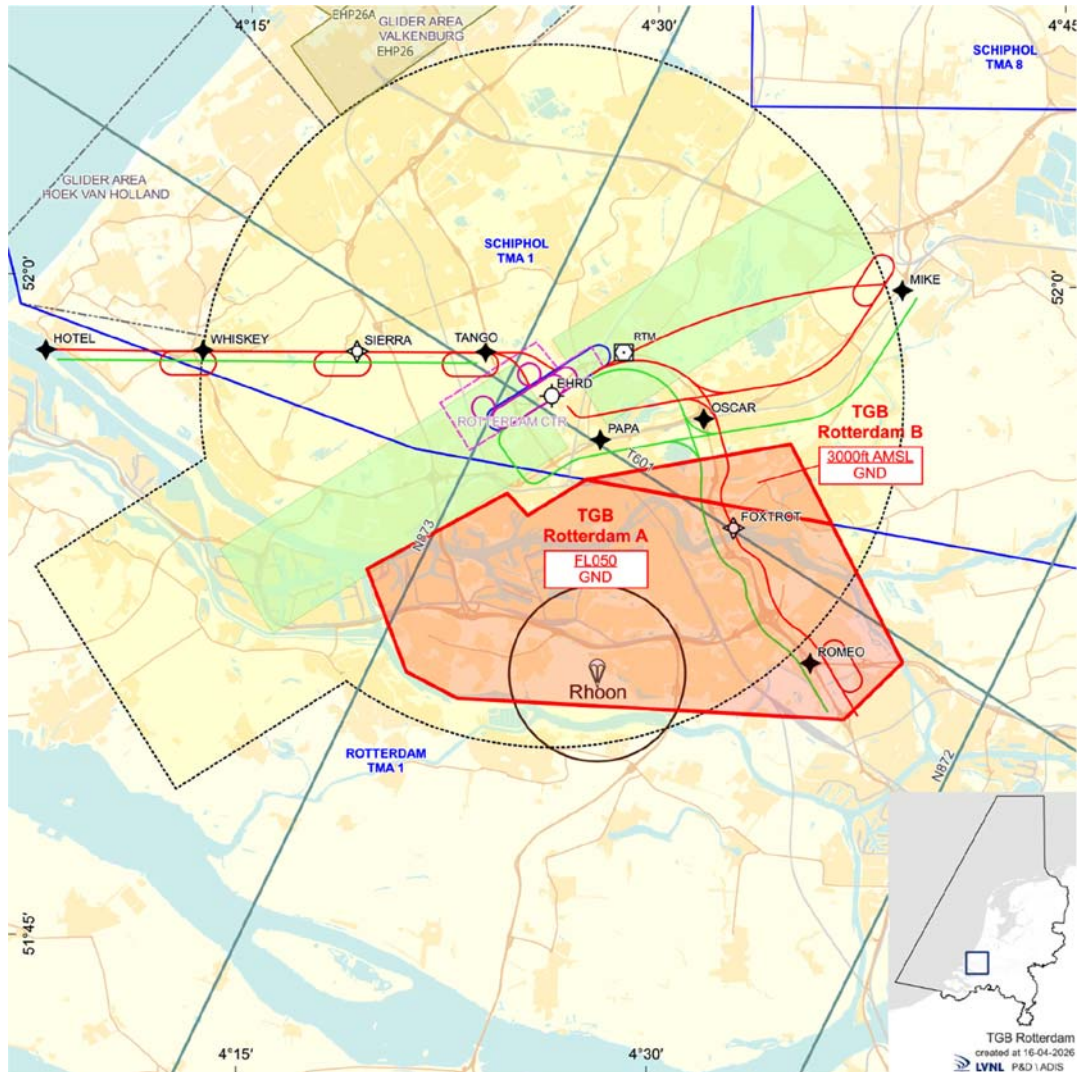 4°15'
4°30'
4°45'
EHP26A
GLIDER AREA
VALKENBURG
EHP26
SCHIPHOL
TMA 8
GLIDER AREA
HOEK VAN HOLLAND
SCHIPHOL
TMA 1
52°0'
52°0'
MIKE
HOTEL
WHISKEY
SIERRA
TANGO
RTM
EHRD
OSCAR
ROTTERDAM CTR
PAPA
T601
TGB
Rotterdam B
3000ft AMSL
GND
N873
TGB
Rotterdam A
FL050
GND
FOXTROT
ROMEO
Rhoon
ROTTERDAM
TMA 1
N872
51°45'
4°15'
4°30'
TGB Rotterdam
created at 16-04-2026
LVNL P&D \ ADIS